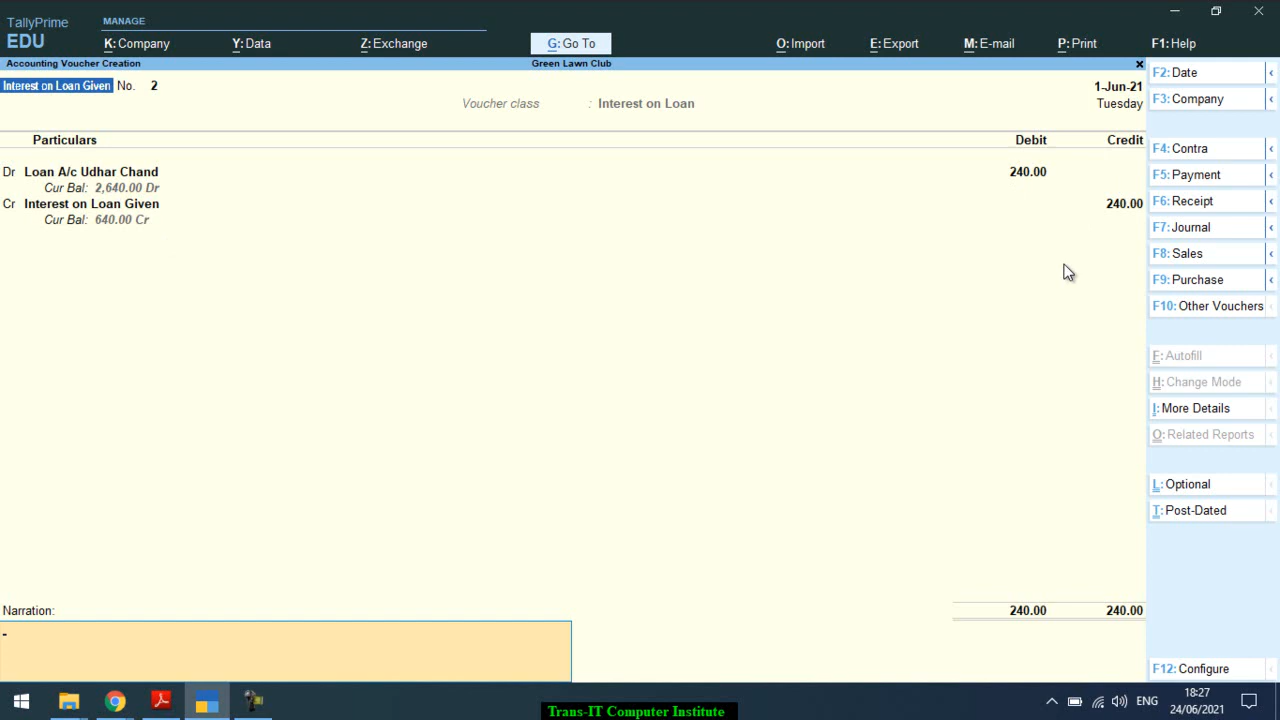 TallyPrime
EDU
MANAGE
K: Company
Y: Data
Z: Exchange
G: Go To
O: Import
E: Export
M: E-mail
P: Print
F1: Help
Accounting Voucher Creation
Green Lawn Club
×
Interest on Loan Given No. 2
1-Jun-21
Tuesday
Voucher class : Interest on Loan
Particulars Debit Credit
Dr Loan A/c Udhar Chand 240.00
Cur Bal: 2,640.00 Dr
Cr Interest on Loan Given 240.00
Cur Bal: 640.00 Cr
Narration: 240.00 240.00
-
F2: Date
F3: Company
F4: Contra
F5: Payment
F6: Receipt
F7: Journal
F8: Sales
F9: Purchase
F10: Other Vouchers
F: Autofill
H: Change Mode
I: More Details
O: Related Reports
L: Optional
T: Post-Dated
F12: Configure
ENG
18:27
24/06/2021
Trans-IT Computer Institute